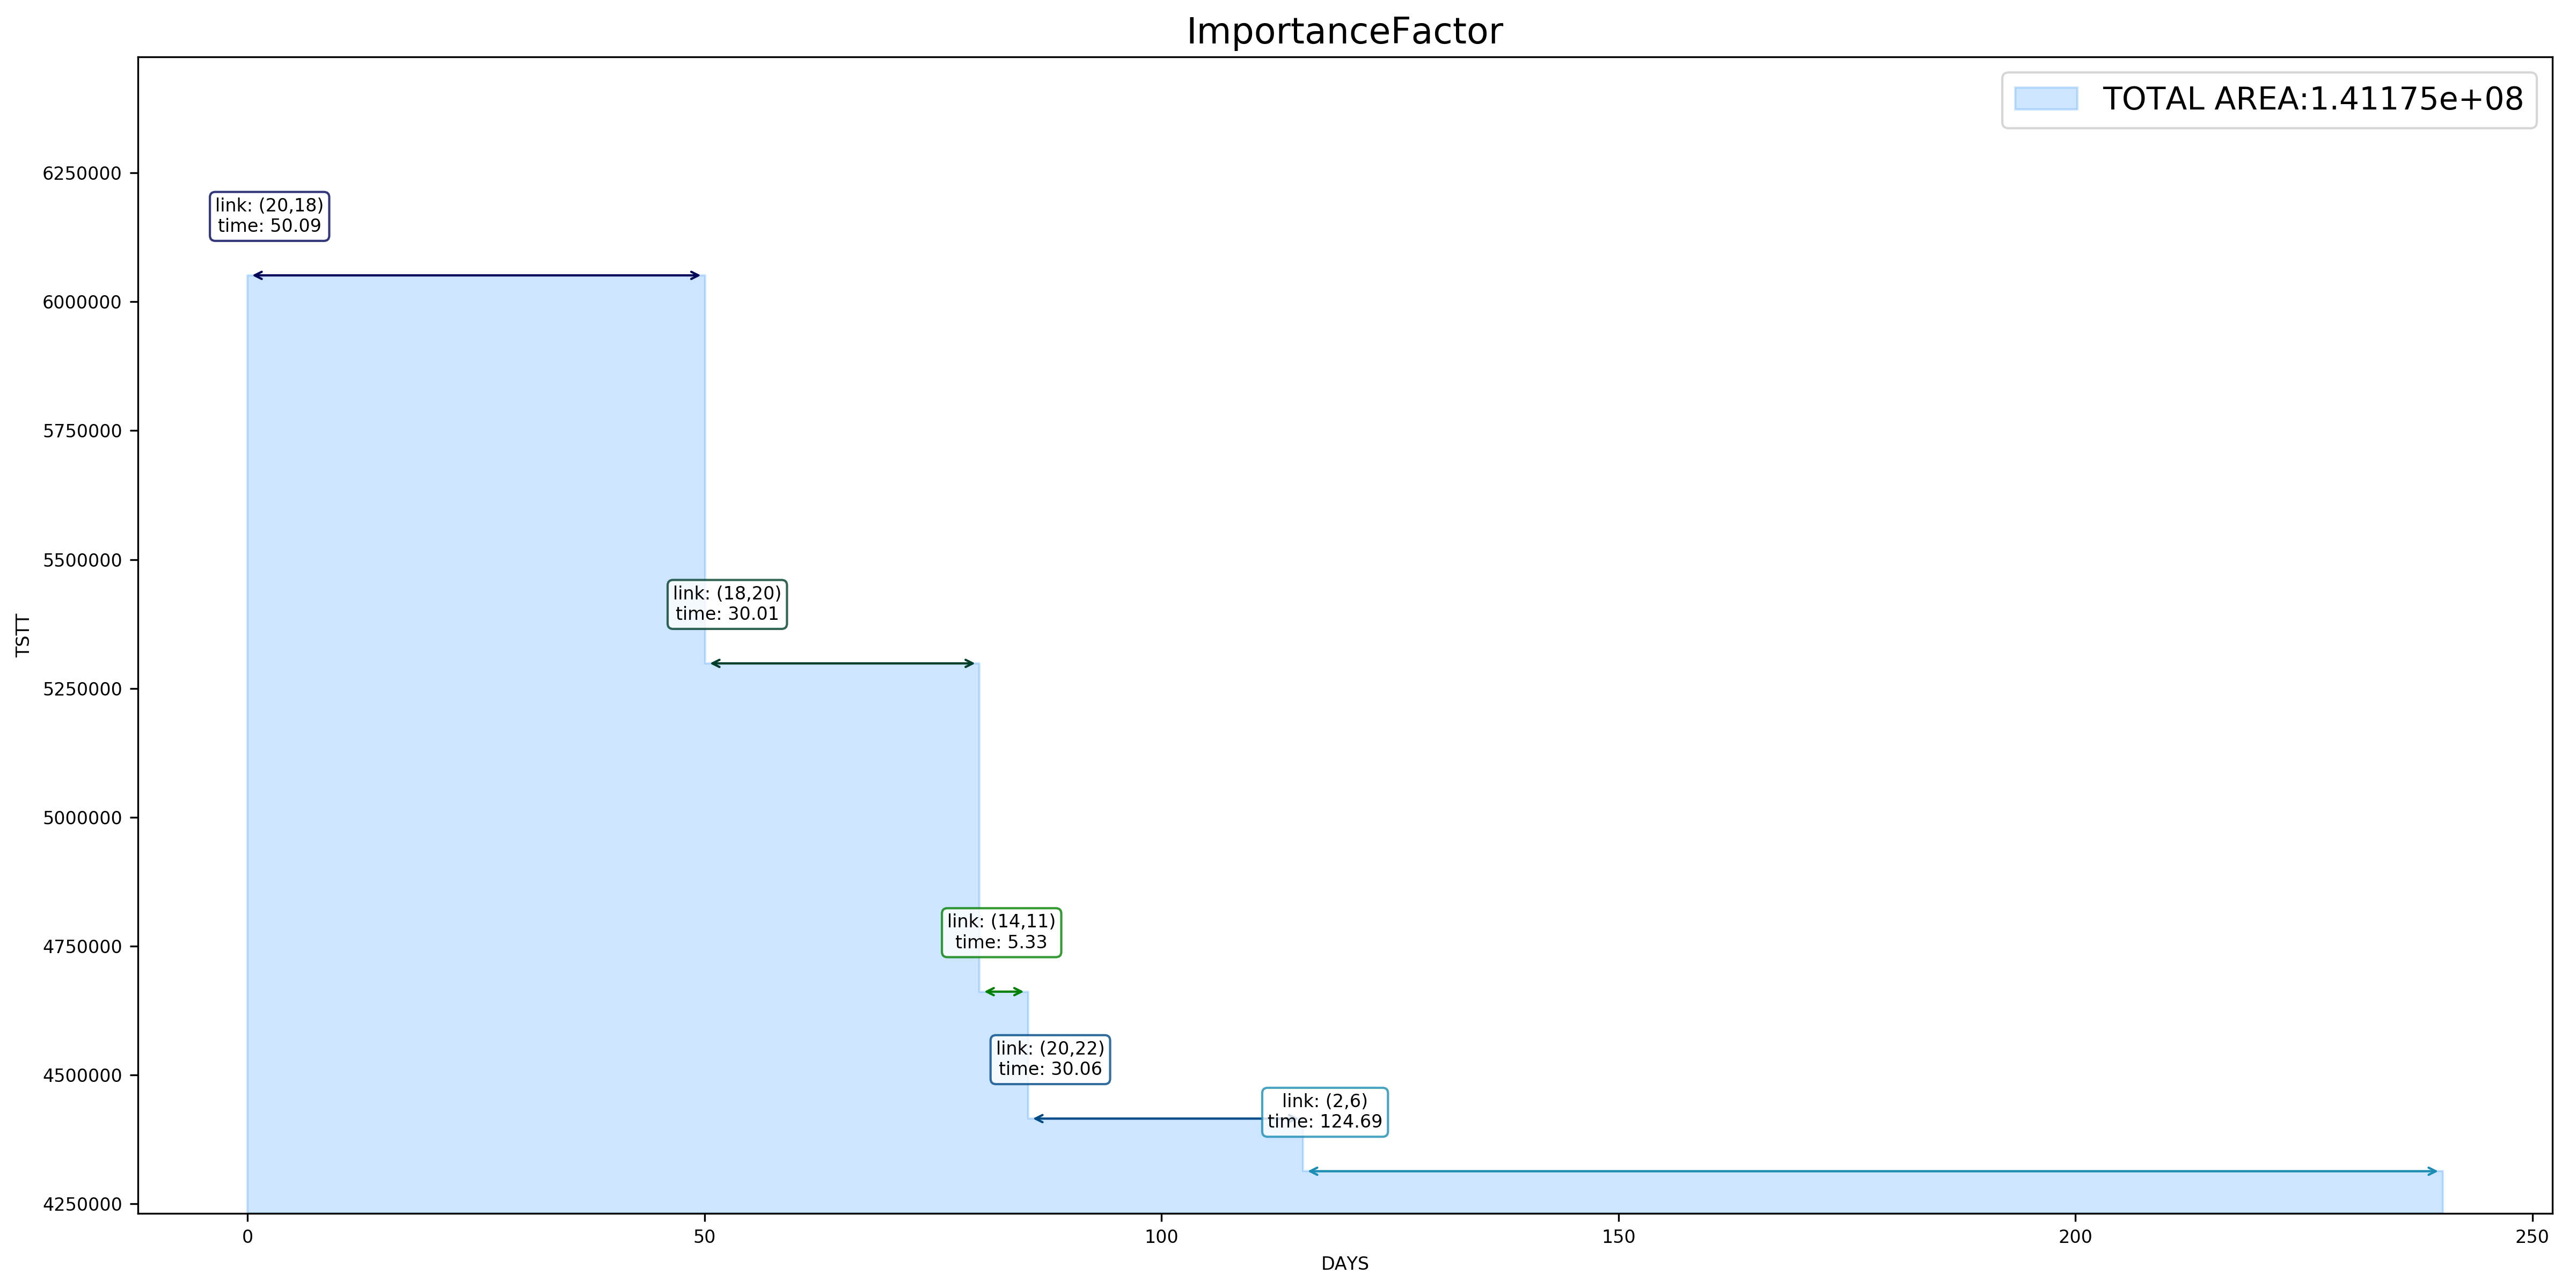 ImportanceFactor
TOTAL AREA:1.41175e+08
6250000
6000000
5750000
5500000
5250000
5000000
4750000
4500000
4250000
TSTT
link: (20,18)
time: 50.09
link: (18,20)
time: 30.01
link: (14,11)
time: 5.33
link: (20,22)
time: 30.06
link: (2,6)
time: 124.69
0
50
100
150
200
250
DAYS